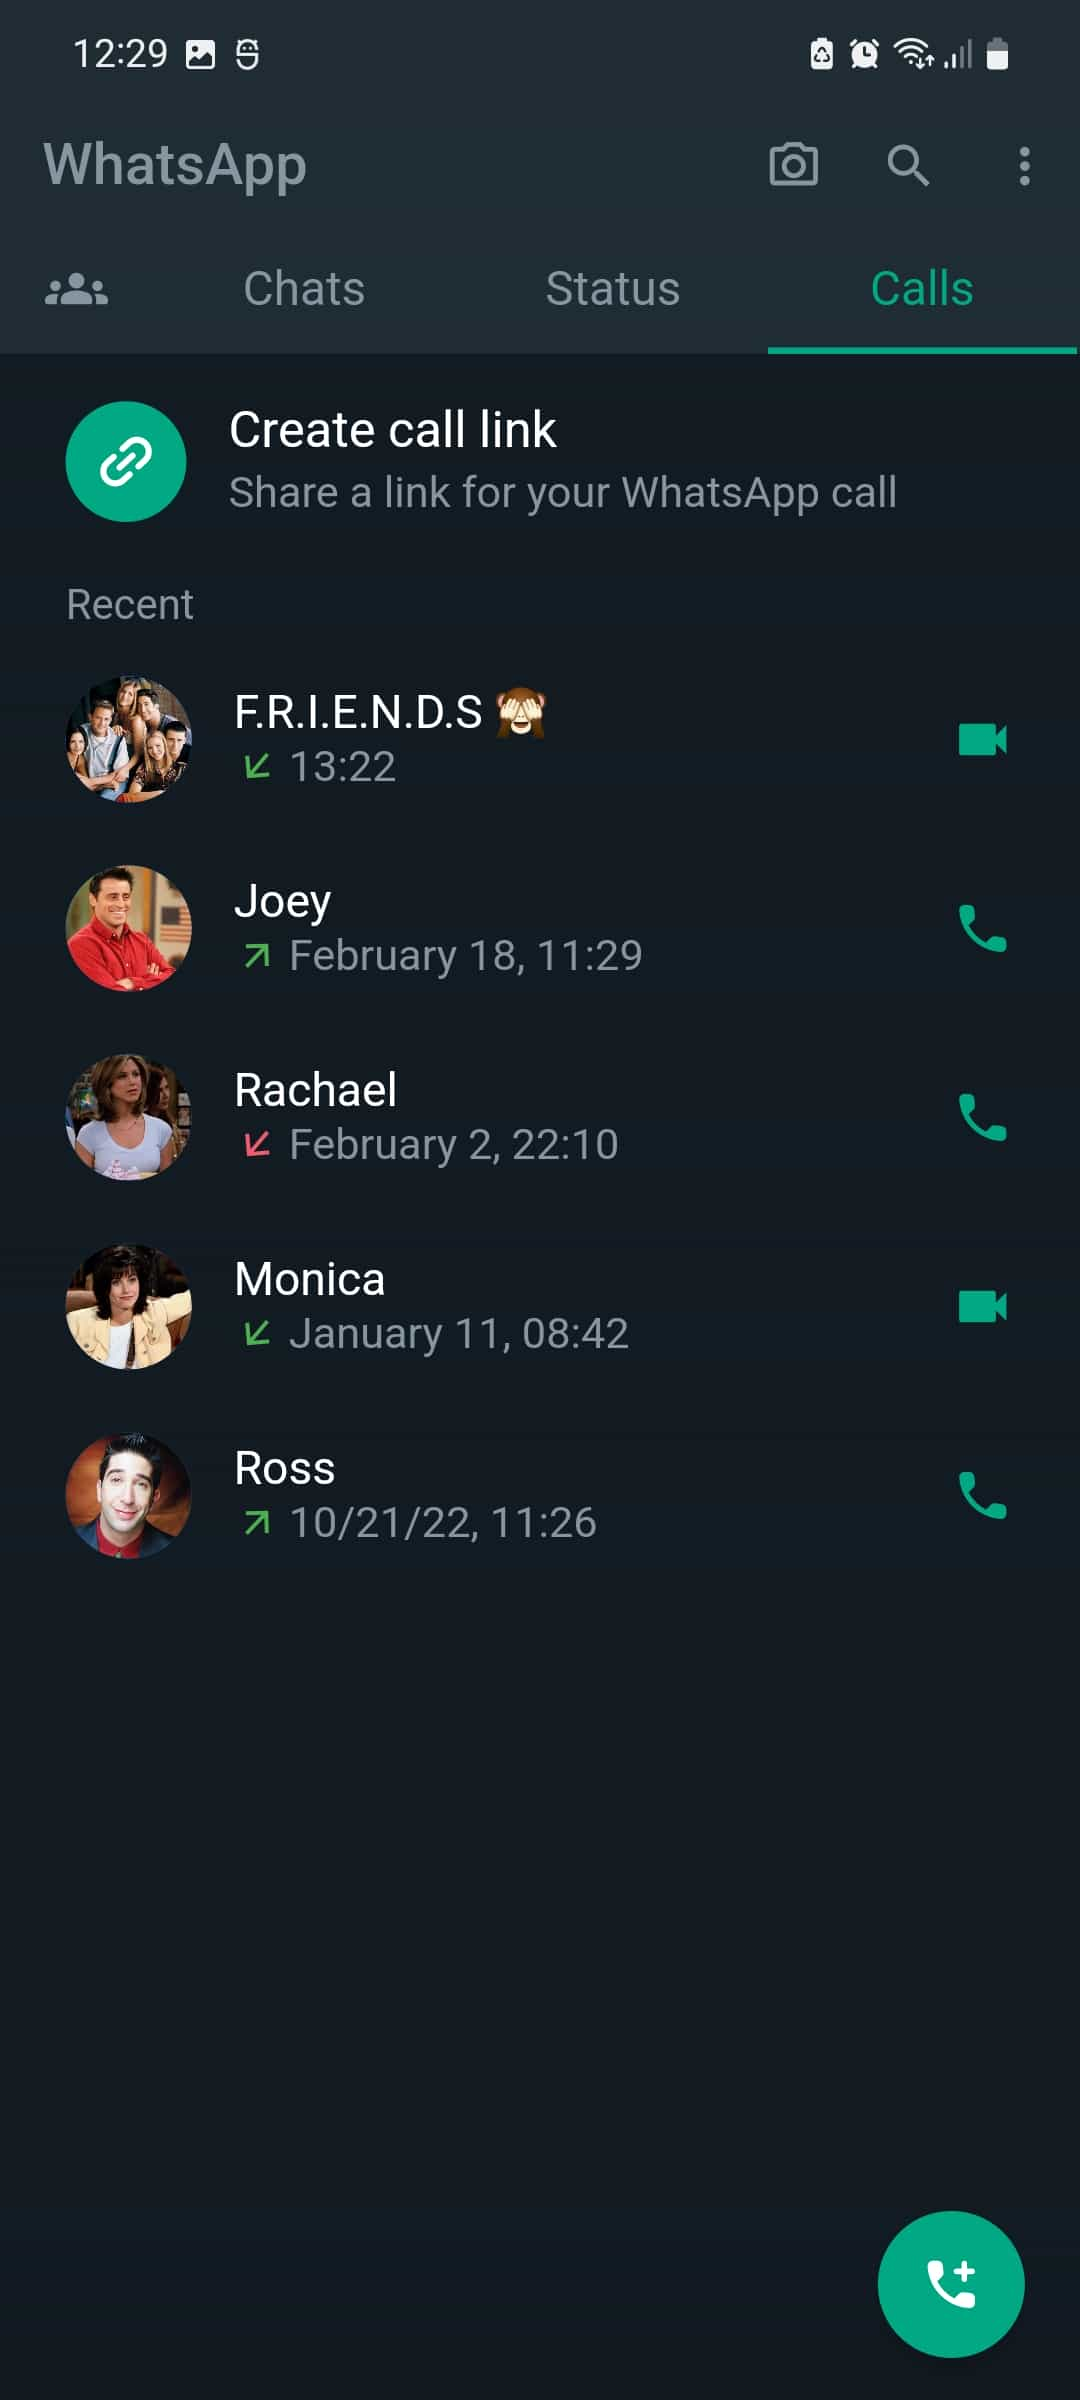 12:29
WhatsApp
Chats Status Calls
Create call link
Share a link for your WhatsApp call
Recent
F.R.I.E.N.D.S 🙈
13:22
Joey
February 18, 11:29
Rachael
February 2, 22:10
Monica
January 11, 08:42
Ross
10/21/22, 11:26